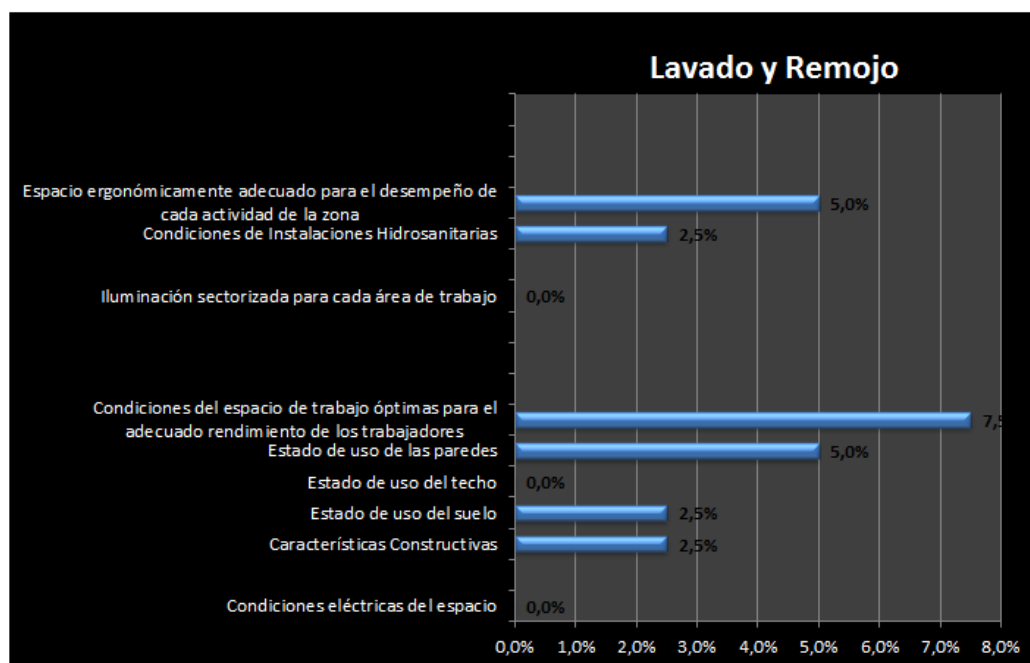 Lavado y Remojo
Espacio ergonómicamente adecuado para el desempeño de
cada actividad de la zona
5,0%
Condiciones de Instalaciones Hidrosanitarias
2,5%
Iluminación sectorizada para cada área de trabajo
0,0%
Condiciones del espacio de trabajo óptimas para el
adecuado rendimiento de los trabajadores
7,5
Estado de uso de las paredes
5,0%
Estado de uso del techo
0,0%
Estado de uso del suelo
2,5%
Características Constructivas
2,5%
Condiciones eléctricas del espacio
0,0%
0,0% 1,0% 2,0% 3,0% 4,0% 5,0% 6,0% 7,0% 8,0%